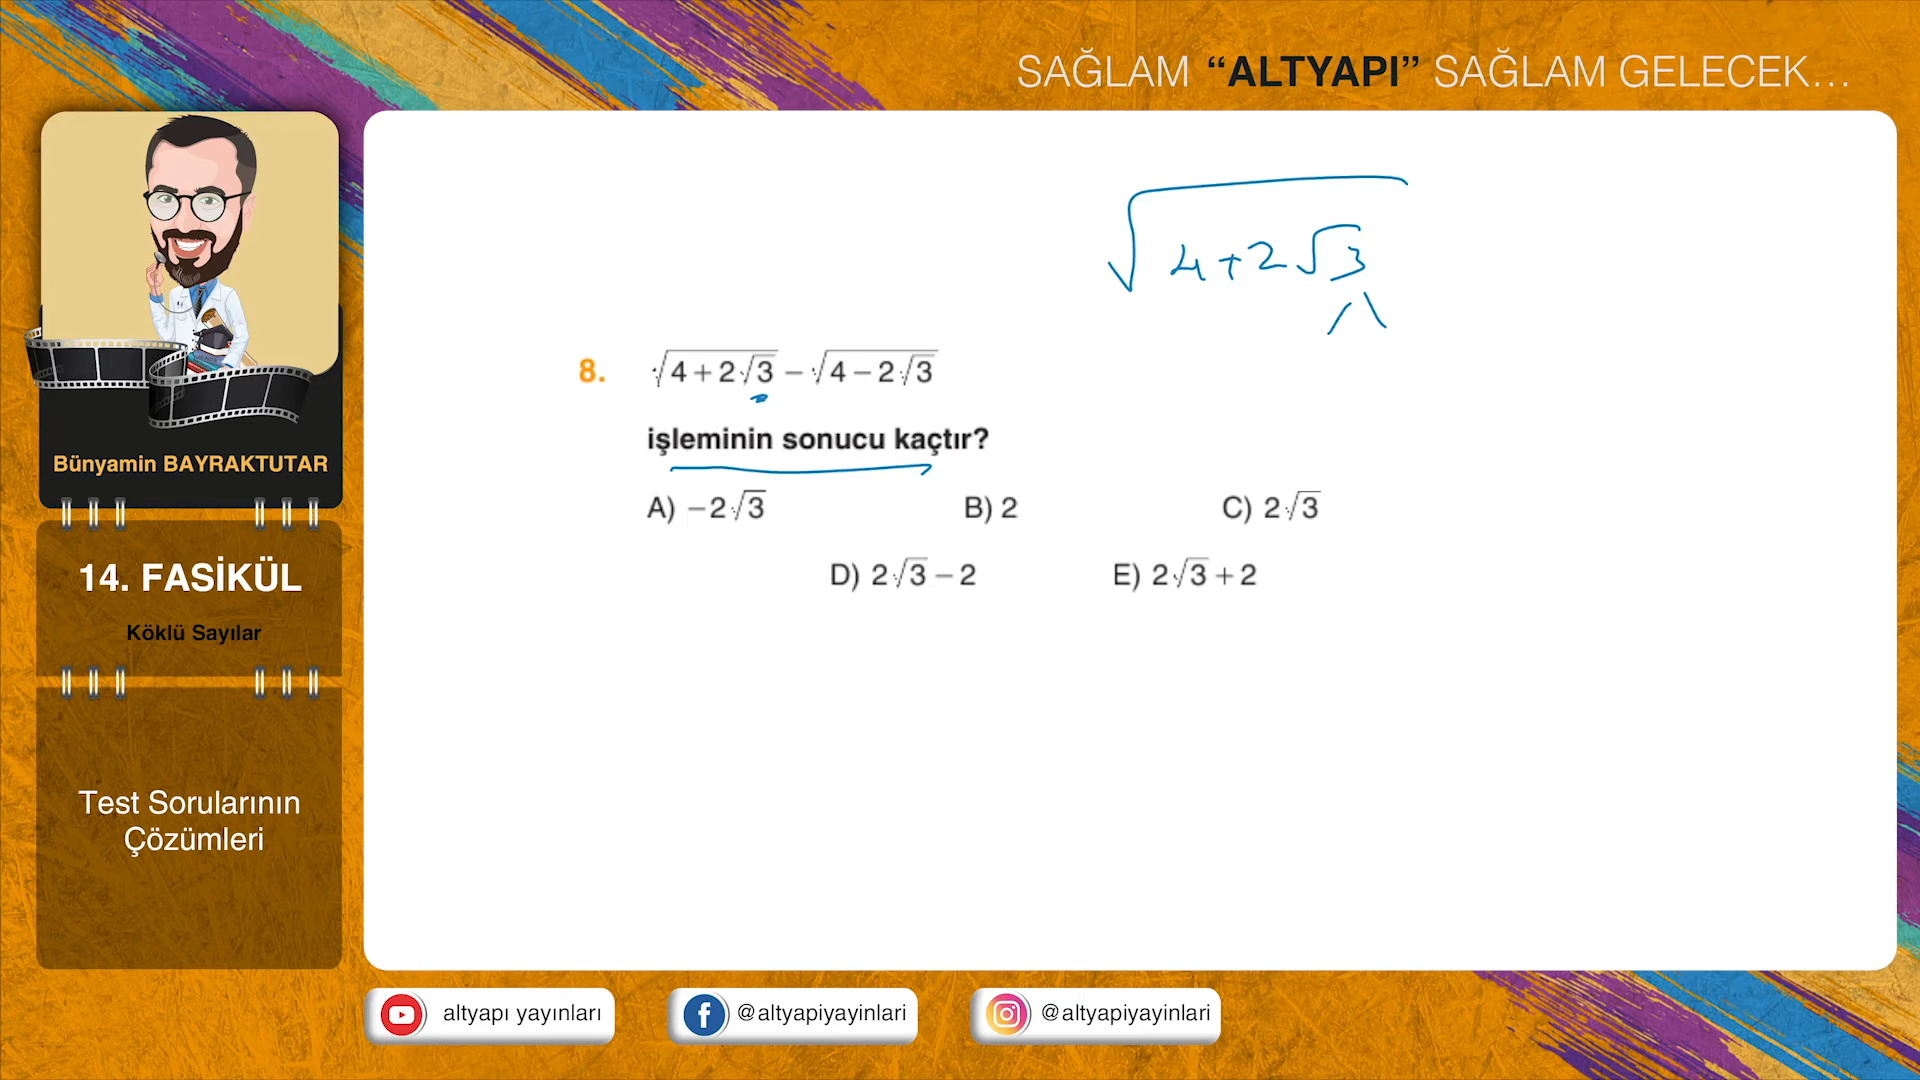 SAĞLAM “ALTYAPI” SAĞLAM GELECEK...
√(4+2√3)
8. √(4+2√3) − √(4−2√3)
işleminin sonucu kaçtır?
A) −2√3 B) 2 C) 2√3
D) 2√3−2 E) 2√3+2
Bünyamin BAYRAKTUTAR
14. FASİKÜL
Köklü Sayılar
Test Sorularının
Çözümleri
altyapı yayınları @altyapiyayinlari @altyapiyayinlari